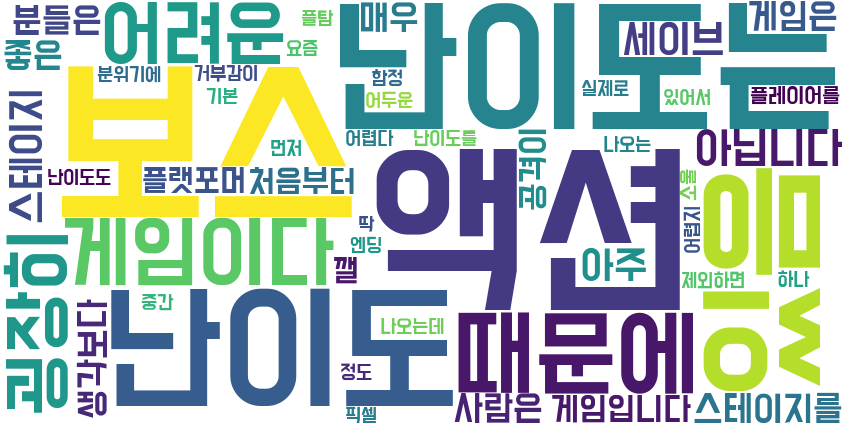 분들은
어려운
매우
난이도는
게임은
플탐
요즘
세이브
좋은
분위기에
거부감이
기본
함정
어두운
실제로
있어서
플레이어를
보스
스테이지
난이도도
플랫포머
처음부터
먼저
어렵다
난이도들
공격이
나오는
아닙니다
액션
있음
소울
어렵지
굉장히
게임이다
딱
엔딩
깰
아주
제외하면
하나
생각보다
중간
난이도
나오는데
정도
픽셀
때문에
사람은
게임입니다
스테이지를